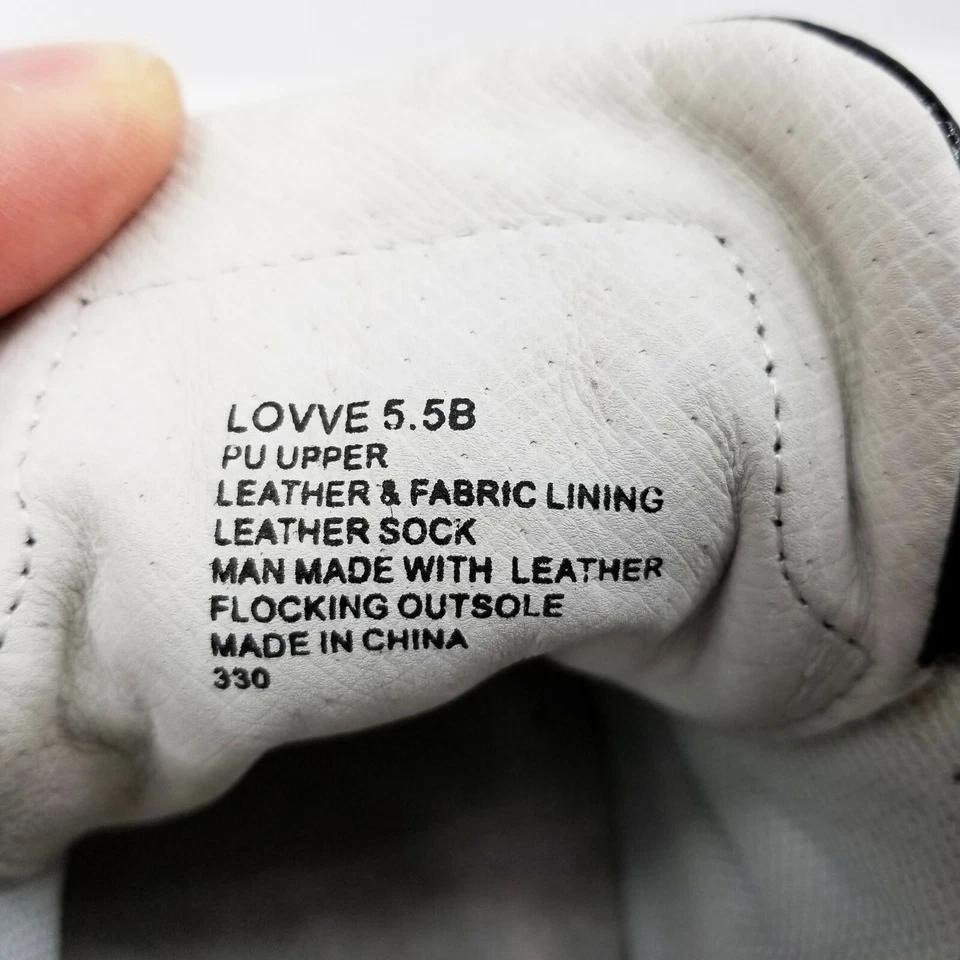 LOVVE 5.5B
PU UPPER
LEATHER & FABRIC LINING
LEATHER SOCK
MAN MADE WITH LEATHER
FLOCKING OUTSOLE
MADE IN CHINA
330